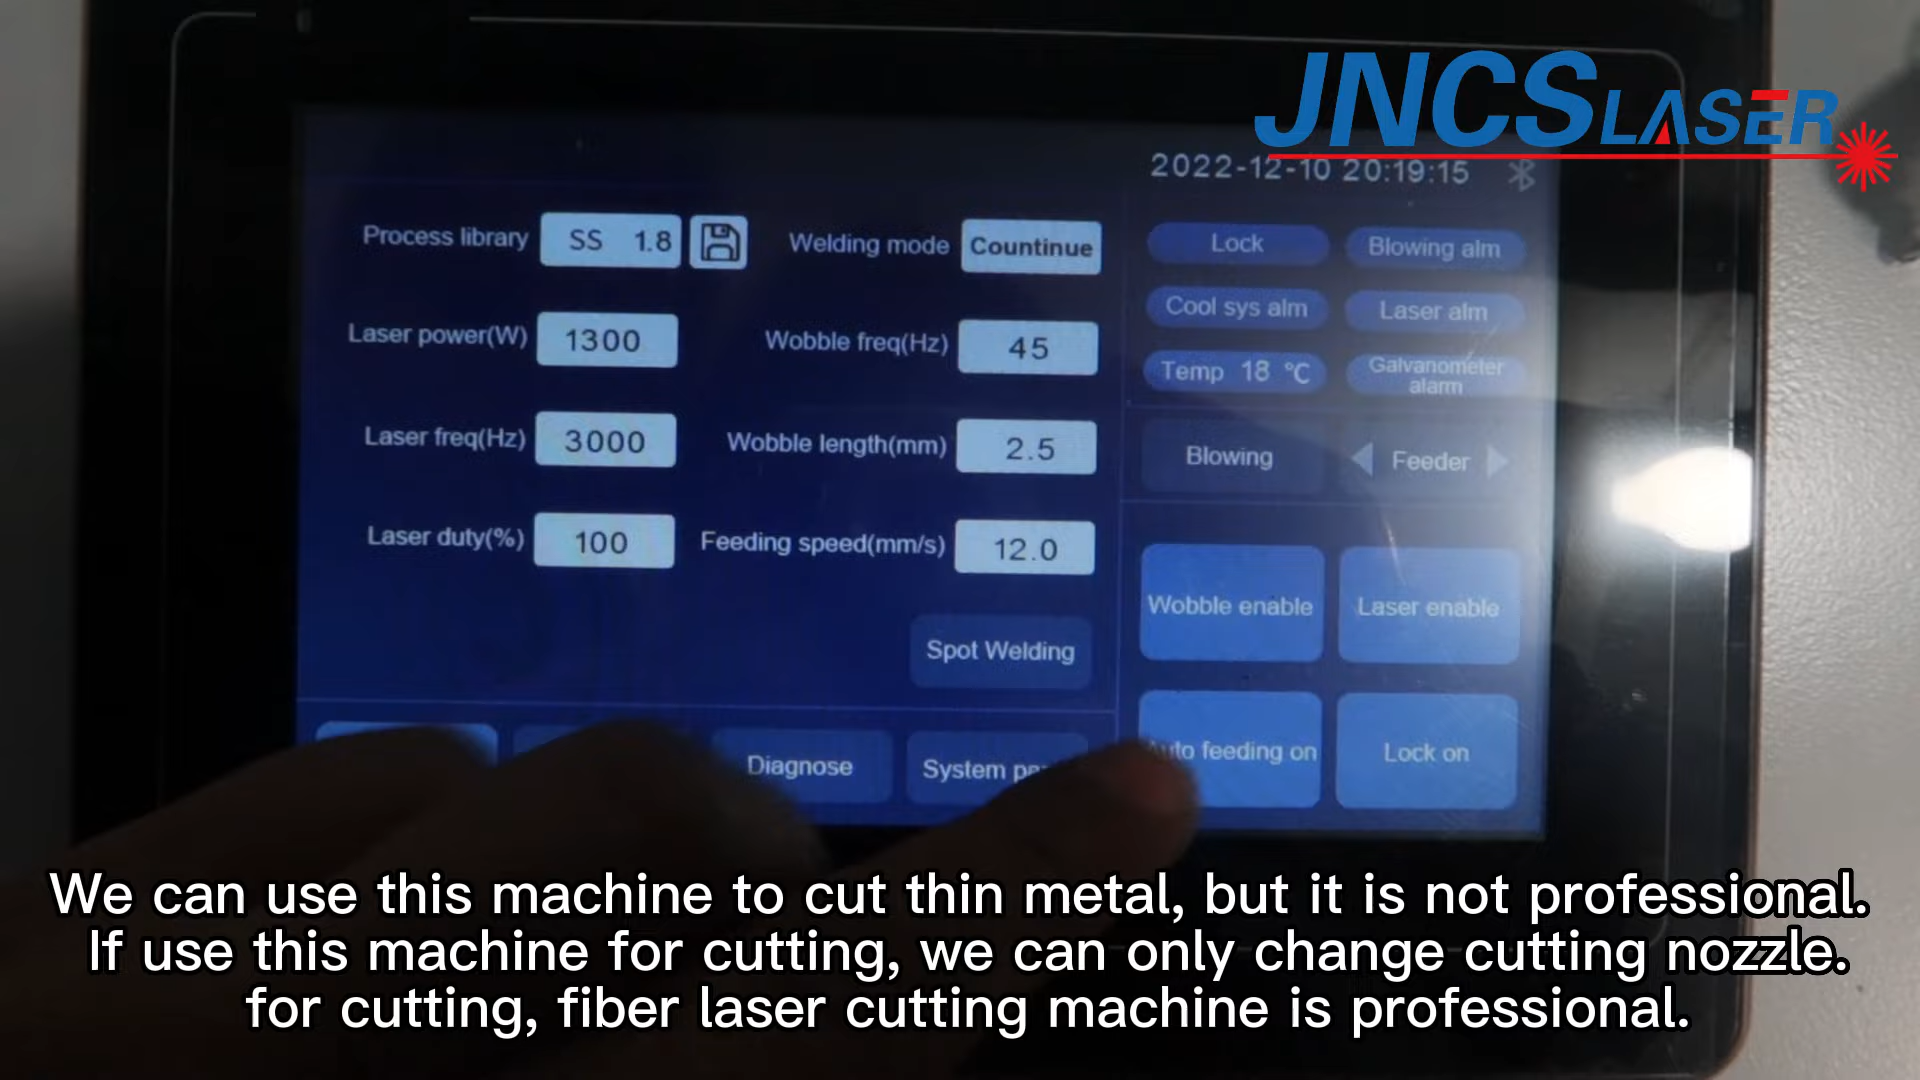 JNCS LASER
2022-12-10 20:19:15
Process library SS 1.8
Welding mode Countinue
Lock
Blowing alm
Laser power(W) 1300
Wobble freq(Hz) 45
Cool sys alm
Laser alm
Temp 18 °C
Galvanometer
alarm
Laser freq(Hz) 3000
Wobble length(mm) 2.5
Blowing
Feeder
Laser duty(%) 100
Feeding speed(mm/s) 12.0
Wobble enable
Laser enable
Spot Welding
Diagnose
System
feeding on
Lock on
We can use this machine to cut thin metal, but it is not professional.
If use this machine for cutting, we can only change cutting nozzle.
for cutting, fiber laser cutting machine is professional.